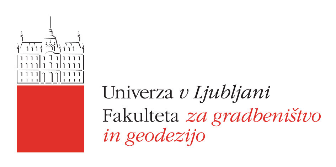 Univerza v Ljubljani
Fakulteta za gradbeništvo
in geodezijo